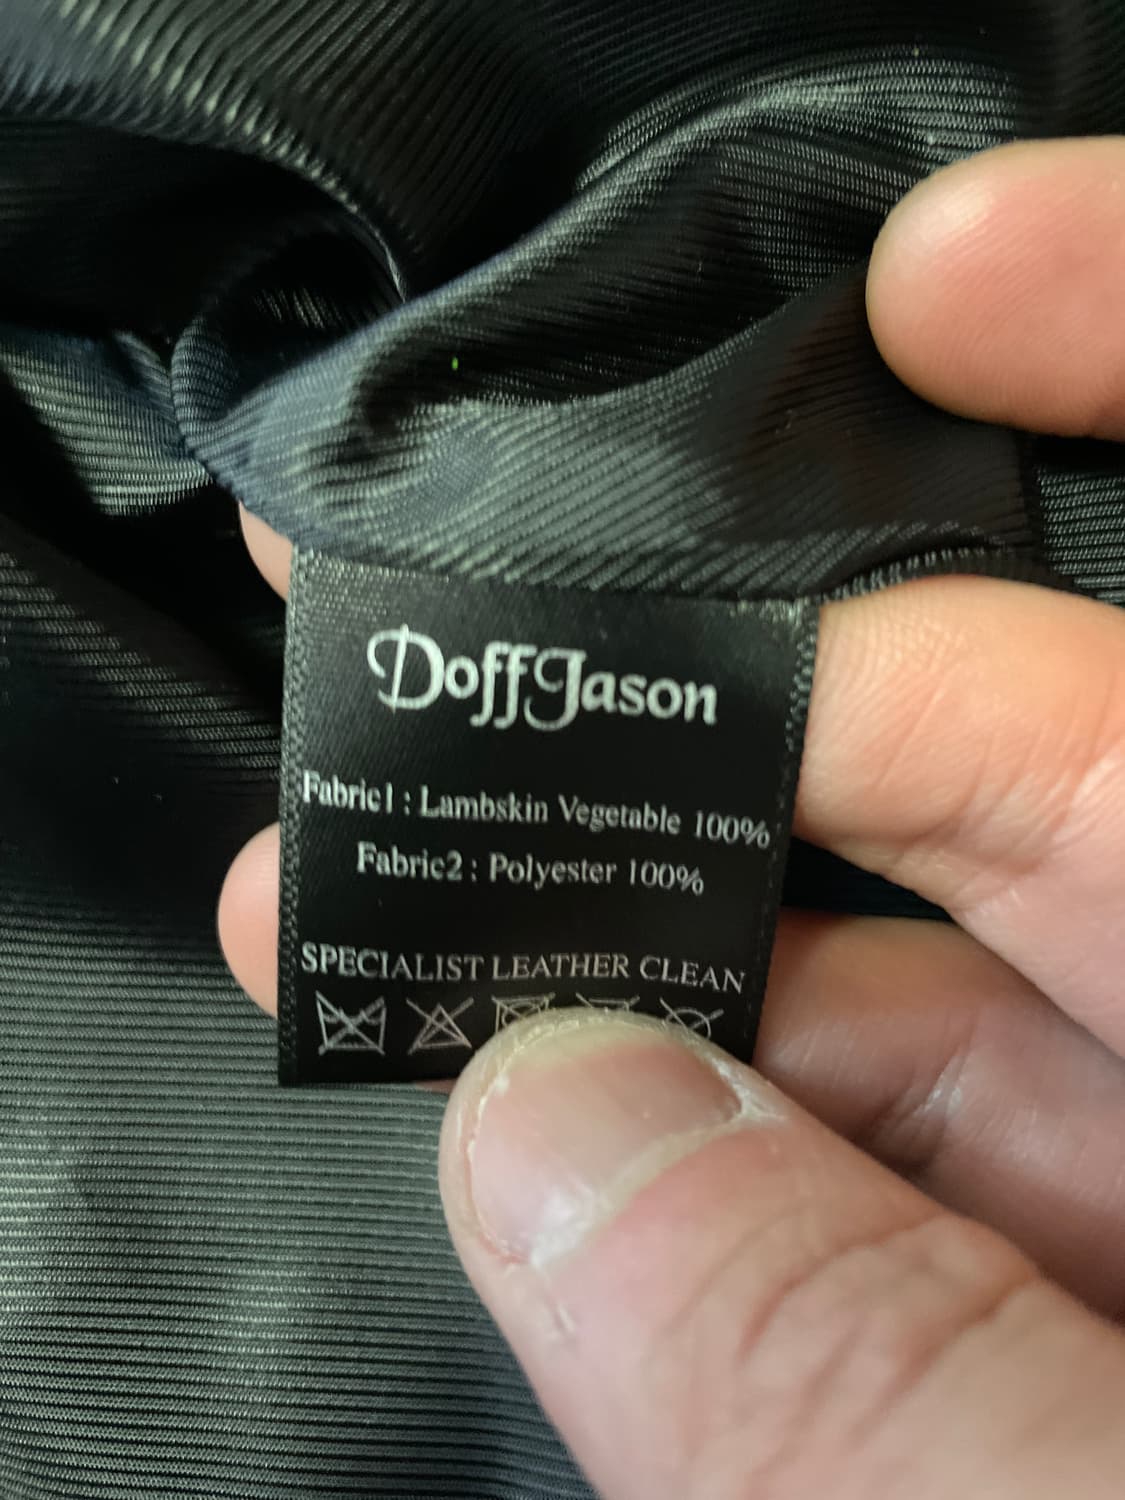 DoffJason
Fabric1 : Lambskin Vegetable 100%
Fabric2 : Polyester 100%
SPECIALIST LEATHER CLEAN